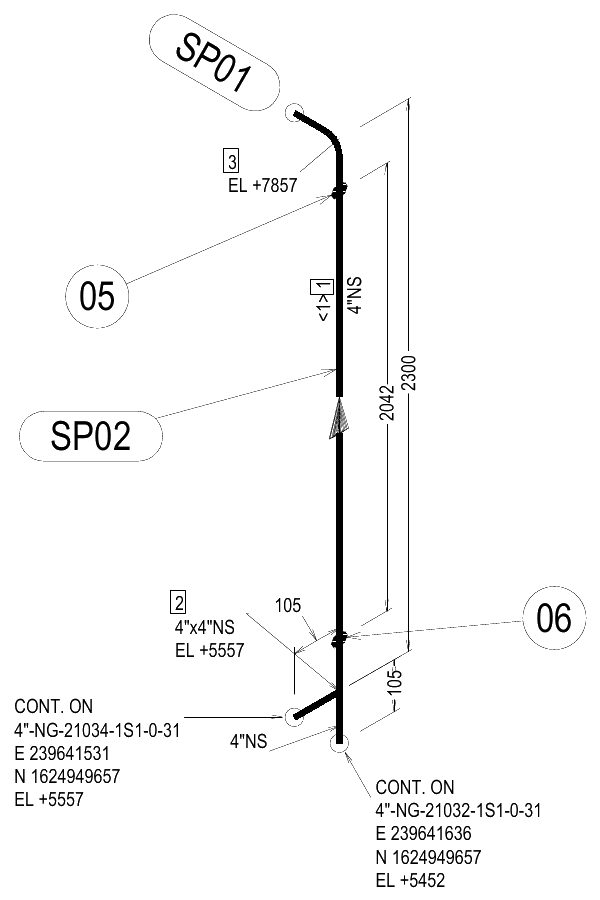 SP01
3
EL +7857
05
<1> 1
4"NS
SP02
2042
2300
2
4"x4"NS
EL +5557
105
06
105
CONT. ON
4"-NG-21034-1S1-0-31
E 239641531
N 1624949657
EL +5557
4"NS
CONT. ON
4"-NG-21032-1S1-0-31
E 239641636
N 1624949657
EL +5452